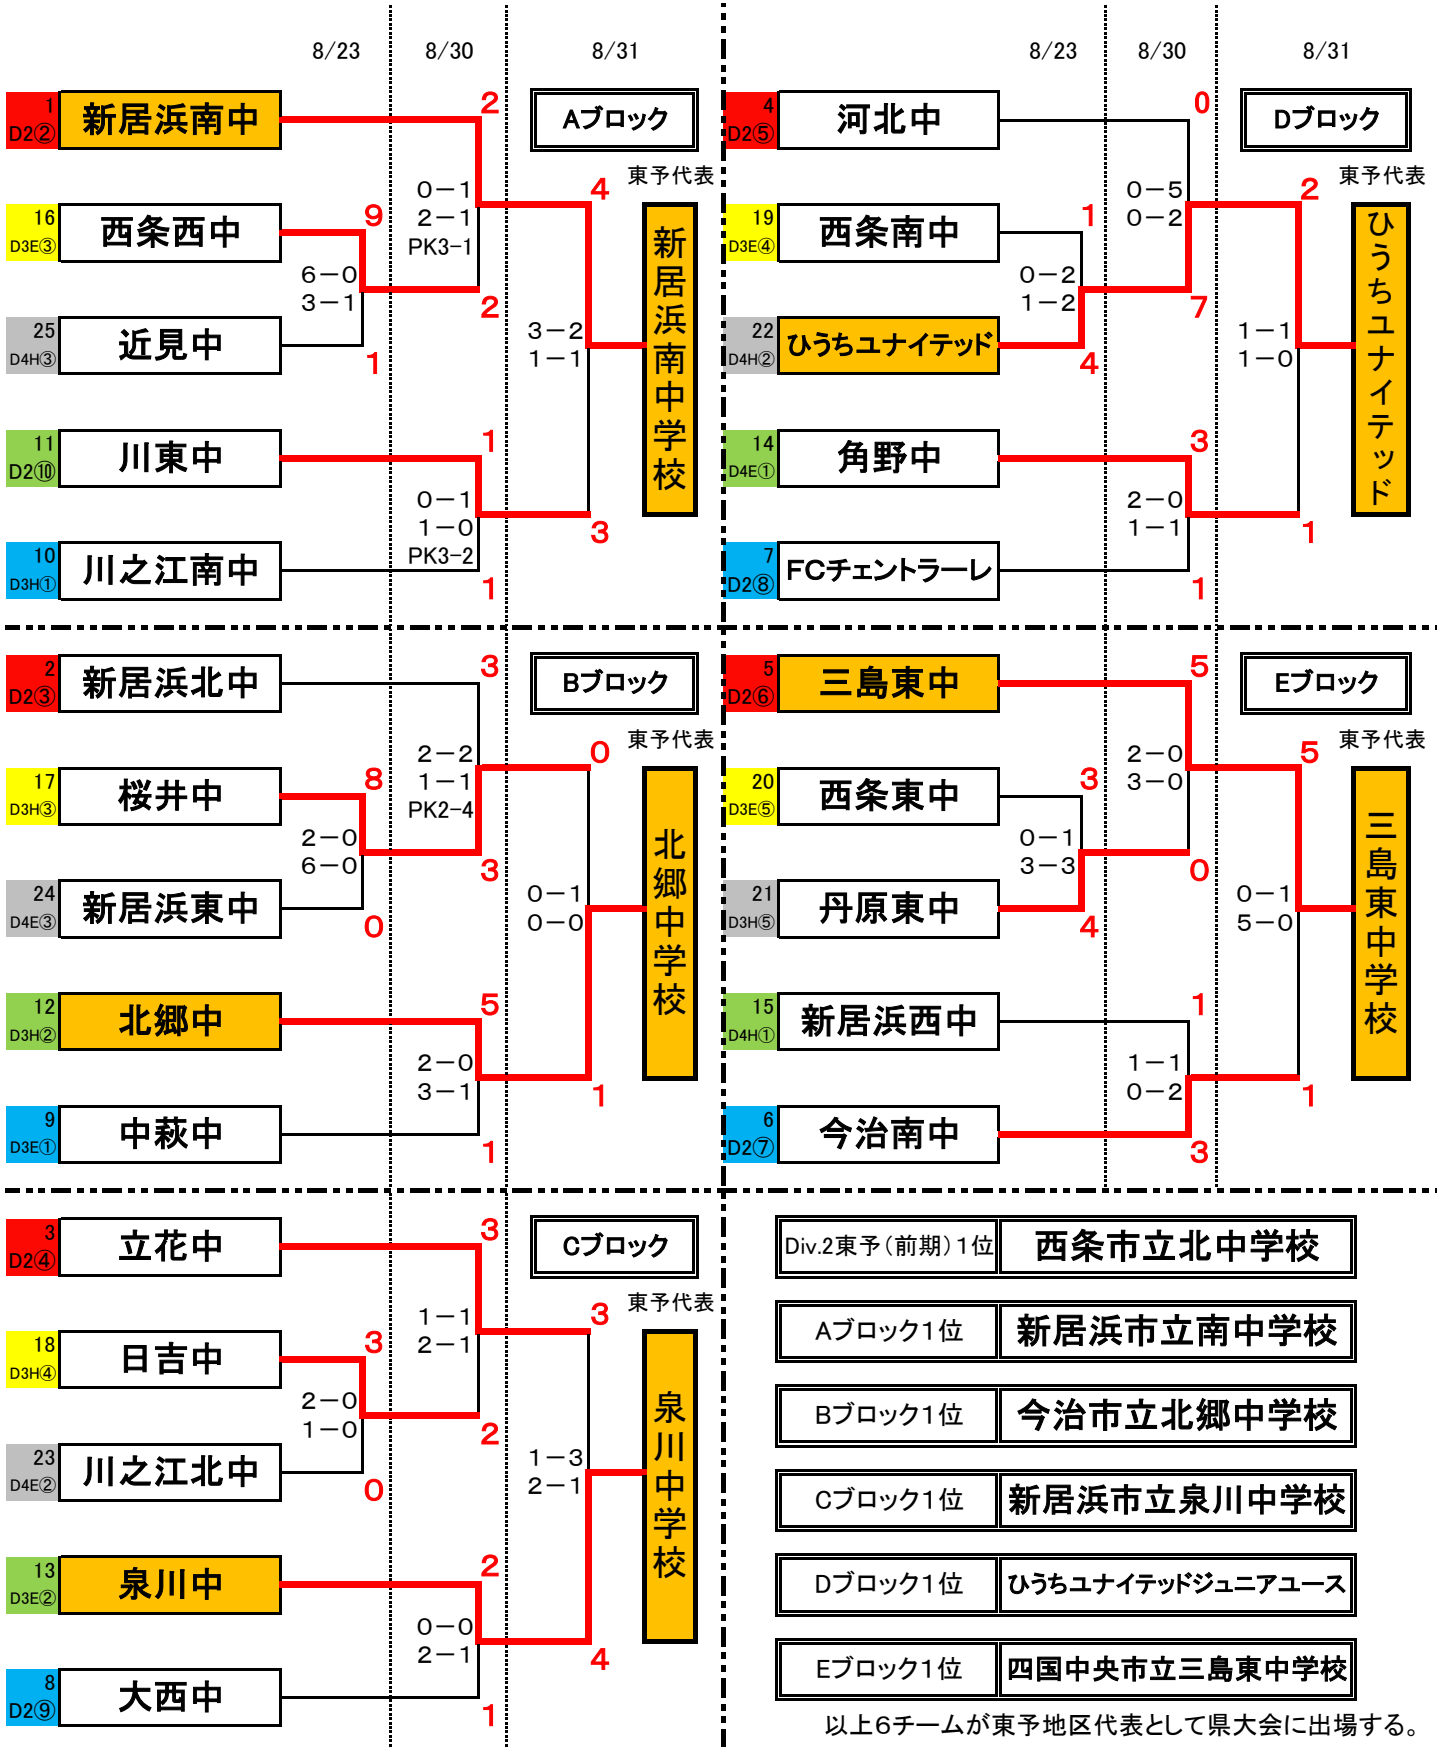 8/23
8/30
8/31
Aブロック
東予代表
1
D2②
新居浜南中
2
16
D3E③
西条西中
9
6－0
3－1
25
D4H③
近見中
1
0－1
2－1
PK3-1
2
4
11
D2⑩
川東中
1
0－1
1－0
PK3-2
10
D3H①
川之江南中
1
3
3－2
1－1
新居浜南中学校
8/23
8/30
8/31
Dブロック
東予代表
4
D2⑤
河北中
0
19
D3E④
西条南中
1
0－2
1－2
22
D4H②
ひうちユナイテッド
4
0－5
0－2
7
2
14
D4E①
角野中
3
2－0
1－1
7
D2⑧
FCチェントラーレ
1
1
1－1
1－0
ひうちユナイテッド
Bブロック
東予代表
2
D2③
新居浜北中
3
17
D3H③
桜井中
8
2－0
6－0
24
D4E③
新居浜東中
0
2－2
1－1
PK2-4
3
0
12
D3H②
北郷中
5
2－0
3－1
9
D3E①
中萩中
1
1
0－1
0－0
北郷中学校
Eブロック
東予代表
5
D2⑥
三島東中
5
20
D3E⑤
西条東中
3
0－1
3－3
21
D3H⑤
丹原東中
4
2－0
3－0
0
5
15
D4H①
新居浜西中
1
1－1
0－2
6
D2⑦
今治南中
3
1
0－1
5－0
三島東中学校
Cブロック
東予代表
3
D2④
立花中
3
18
D3H④
日吉中
3
2－0
1－0
23
D4E②
川之江北中
0
1－1
2－1
2
3
13
D3E②
泉川中
2
0－0
2－1
8
D2⑨
大西中
1
4
1－3
2－1
泉川中学校
Div.2東予(前期)1位 西条市立北中学校
Aブロック1位 新居浜市立南中学校
Bブロック1位 今治市立北郷中学校
Cブロック1位 新居浜市立泉川中学校
Dブロック1位 ひうちユナイテッドジュニアユース
Eブロック1位 四国中央市立三島東中学校
以上6チームが東予地区代表として県大会に出場する。